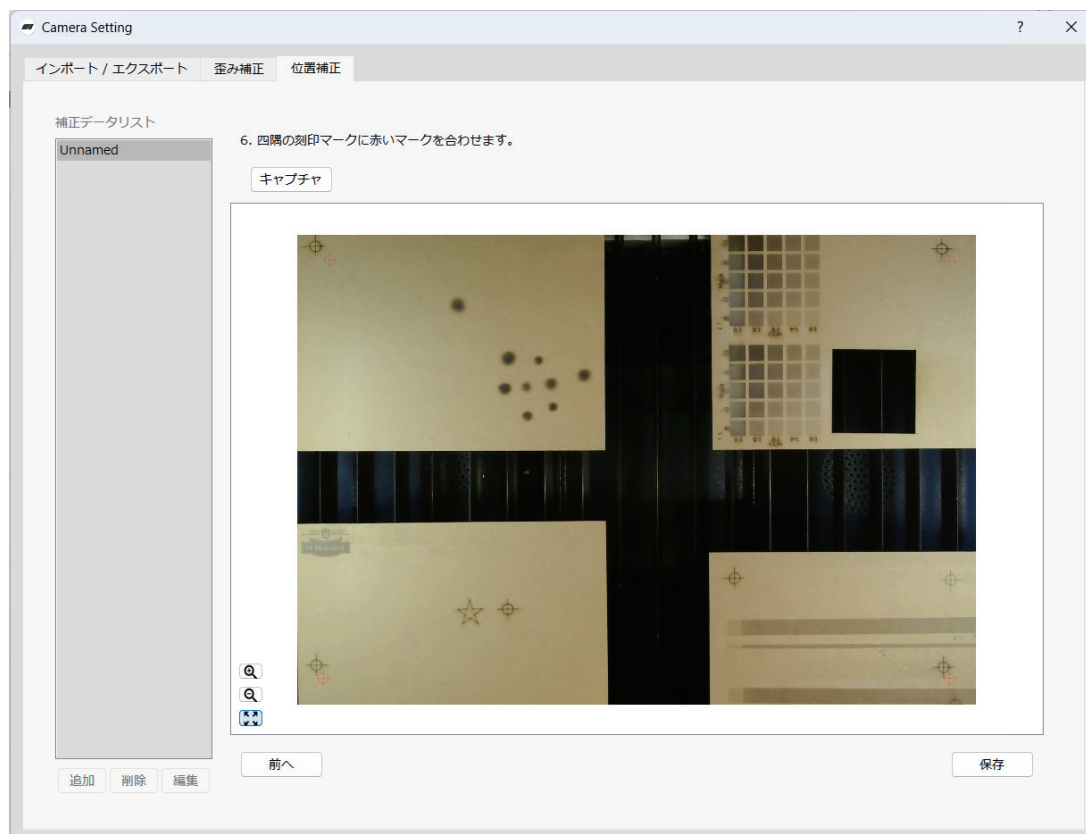 Camera Setting
? ×
インポート / エクスポート 歪み補正 位置補正
補正データリスト
Unnamed
6. 四隅の刻印マークに赤いマークを合わせます。
キャプチャ
前へ
保存
追加 削除 編集